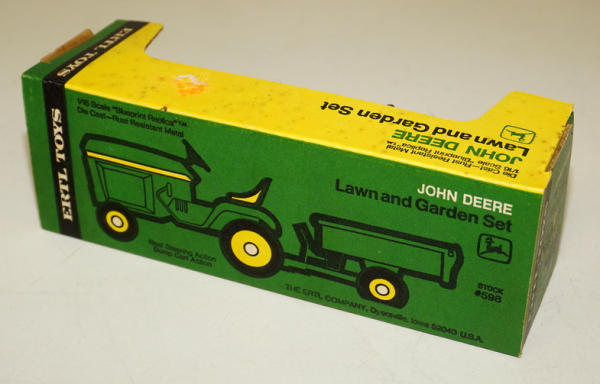 ERTL TOYS
JOHN DEERE
Lawn and Garden Set
Die Cast-Rust Resistant Metal
1/16 Scale "Blueprint Replica"™
ERTL TOYS
1/16 Scale "Blueprint Replica"™
Die Cast-Rust Resistant Metal
JOHN DEERE
Lawn and Garden Set
Real Steering Action
Dump Cart Action
STOCK
#598
THE ERTL COMPANY, Dyersville, Iowa 52040 U.S.A.